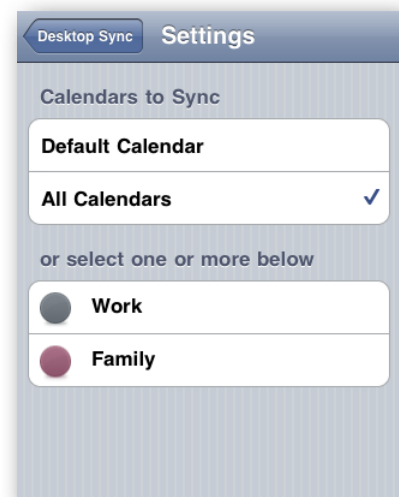 Desktop Sync Settings
Calendars to Sync
Default Calendar
All Calendars
or select one or more below
Work
Family